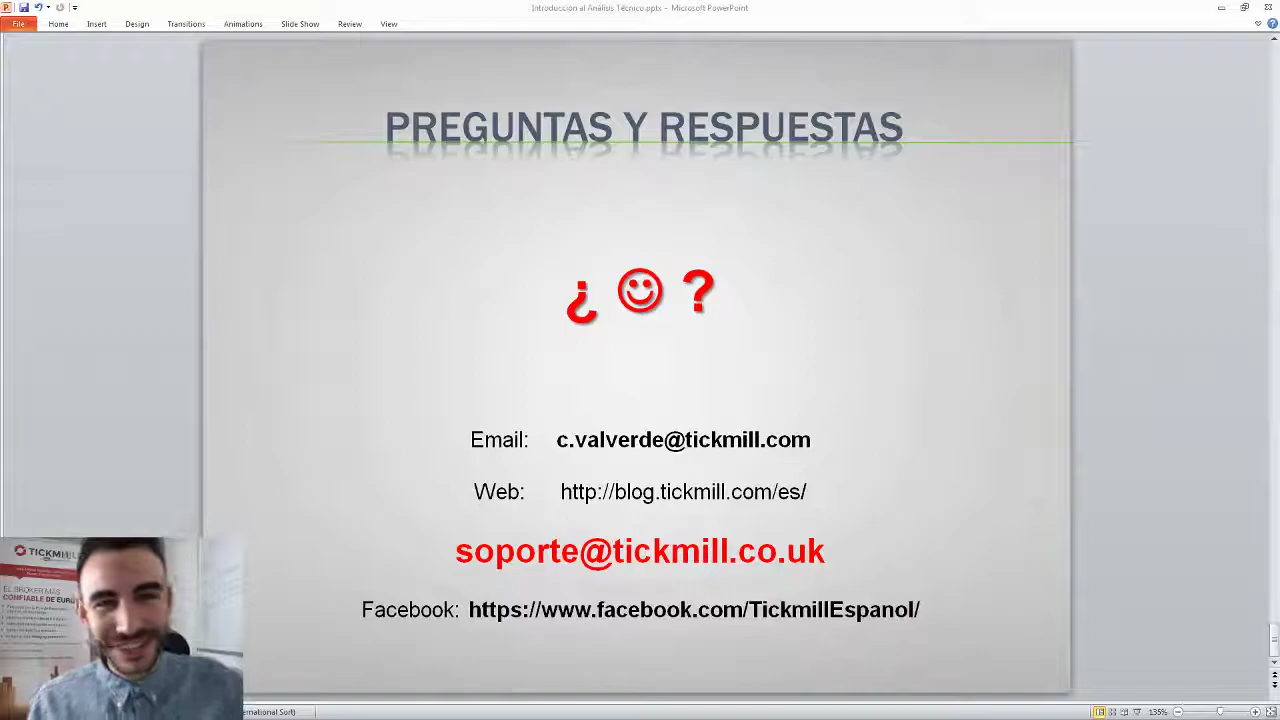 Introduccion al Análisis Técnico.pptx - Microsoft PowerPoint
File Home Insert Design Transitions Animations Slide Show Review View
PREGUNTAS Y RESPUESTAS
¿ ☺ ?
Email: c.valverde@tickmill.com
Web: http://blog.tickmill.com/es/
soporte@tickmill.co.uk
Facebook: https://www.facebook.com/TickmillEspanol/
TICKMILL
EL BROKER MÁS
CONFIABLE DE EURO
135%